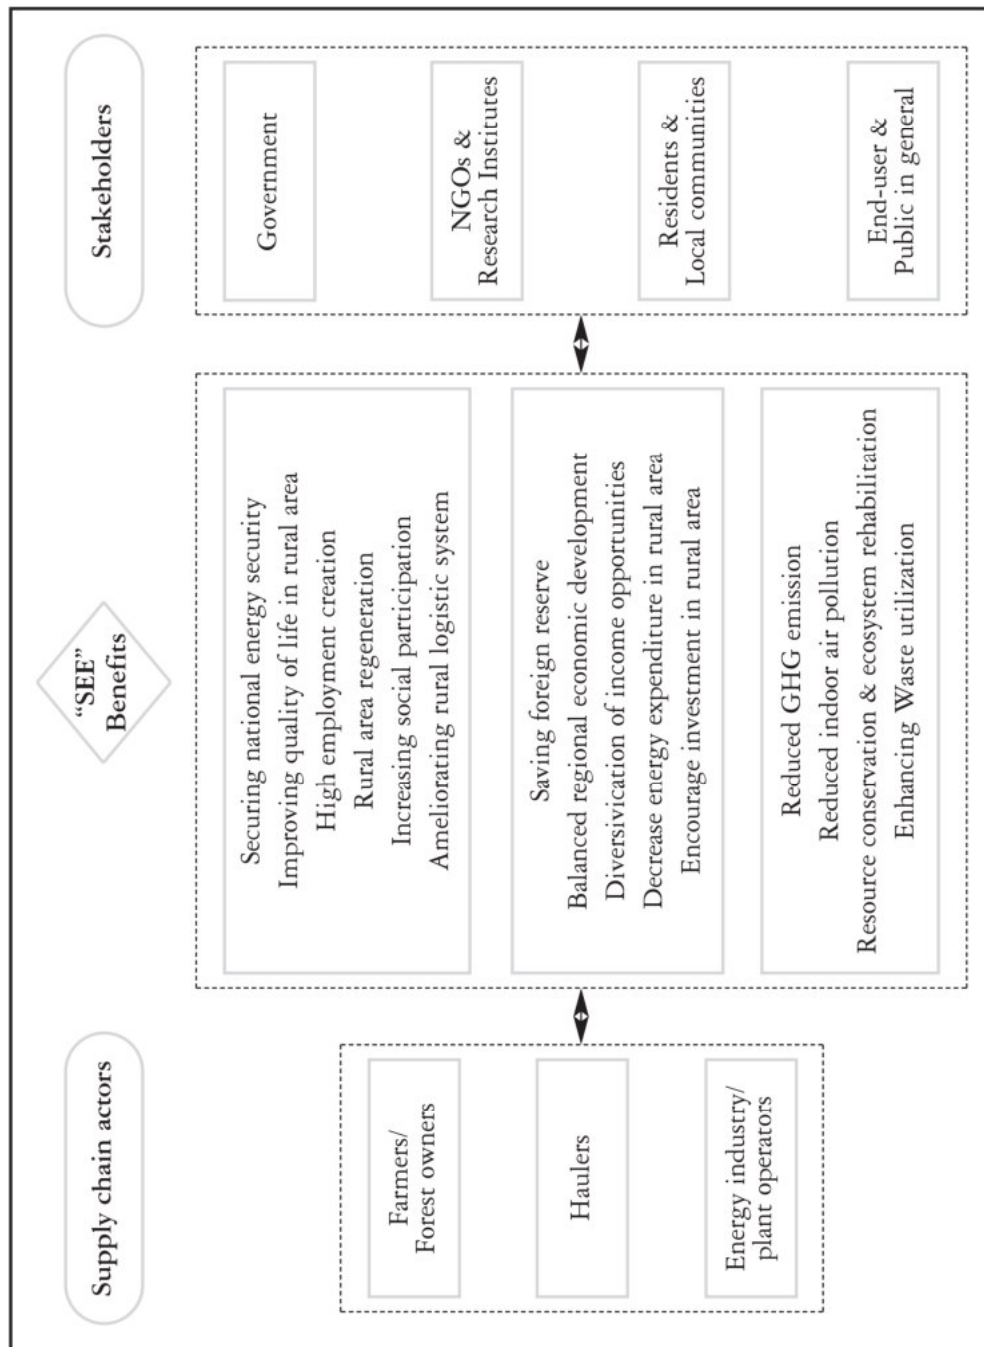 Supply chain actors
“SEE”
Benefits
Stakeholders
Farmers/
Forest owners
Haulers
Energy industry/
plant operators
Securing national energy security
Improving quality of life in rural area
High employment creation
Rural area regeneration
Increasing social participation
Ameliorating rural logistic system
Saving foreign reserve
Balanced regional economic development
Diversivication of income opportunities
Decrease energy expenditure in rural area
Encourage investment in rural area
Reduced GHG emission
Reduced indoor air pollution
Resource conservation & ecosystem rehabilitation
Enhancing Waste utilization
Government
NGOs &
Research Institutes
Residents &
Local communities
End-user &
Public in general